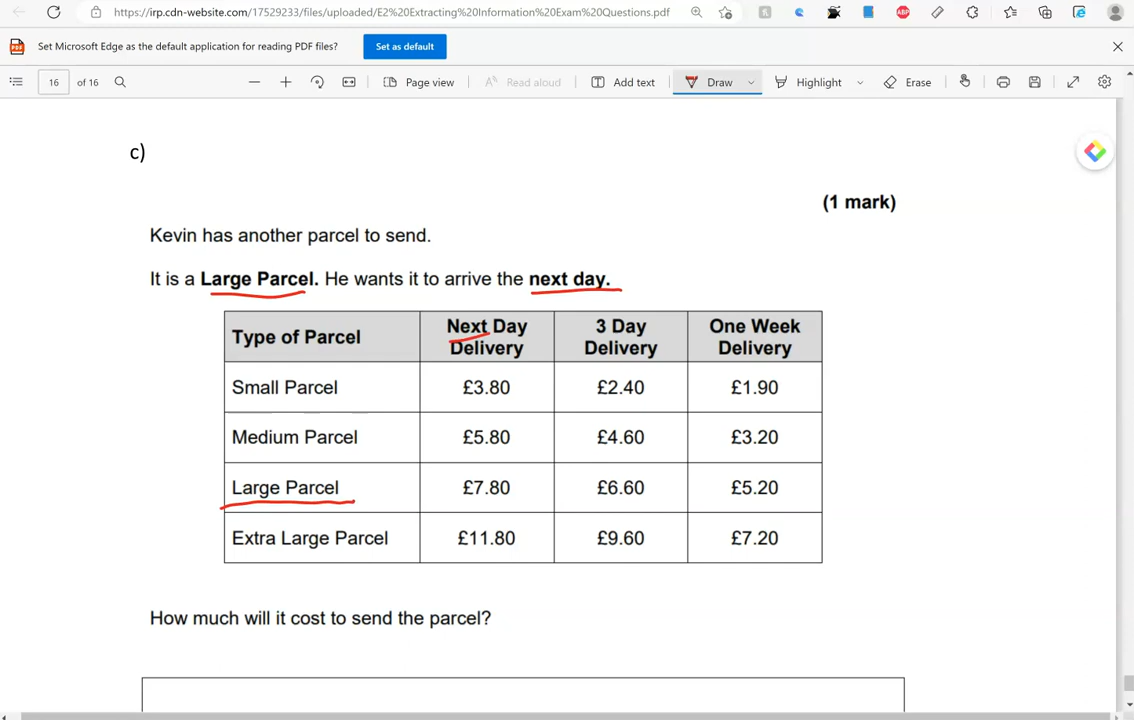 https://irp.cdn-website.com/17529233/files/uploaded/E2%20Extracting%20Information%20Exam%20Questions.pdf
Set Microsoft Edge as the default application for reading PDF files?
Set as default
16
of 16
Page view
Read aloud
Add text
Draw
Highlight
Erase
c)
(1 mark)
Kevin has another parcel to send.
It is a Large Parcel. He wants it to arrive the next day.
Type of Parcel
Next Day
Delivery
3 Day
Delivery
One Week
Delivery
Small Parcel £3.80 £2.40 £1.90
Medium Parcel £5.80 £4.60 £3.20
Large Parcel £7.80 £6.60 £5.20
Extra Large Parcel £11.80 £9.60 £7.20
How much will it cost to send the parcel?